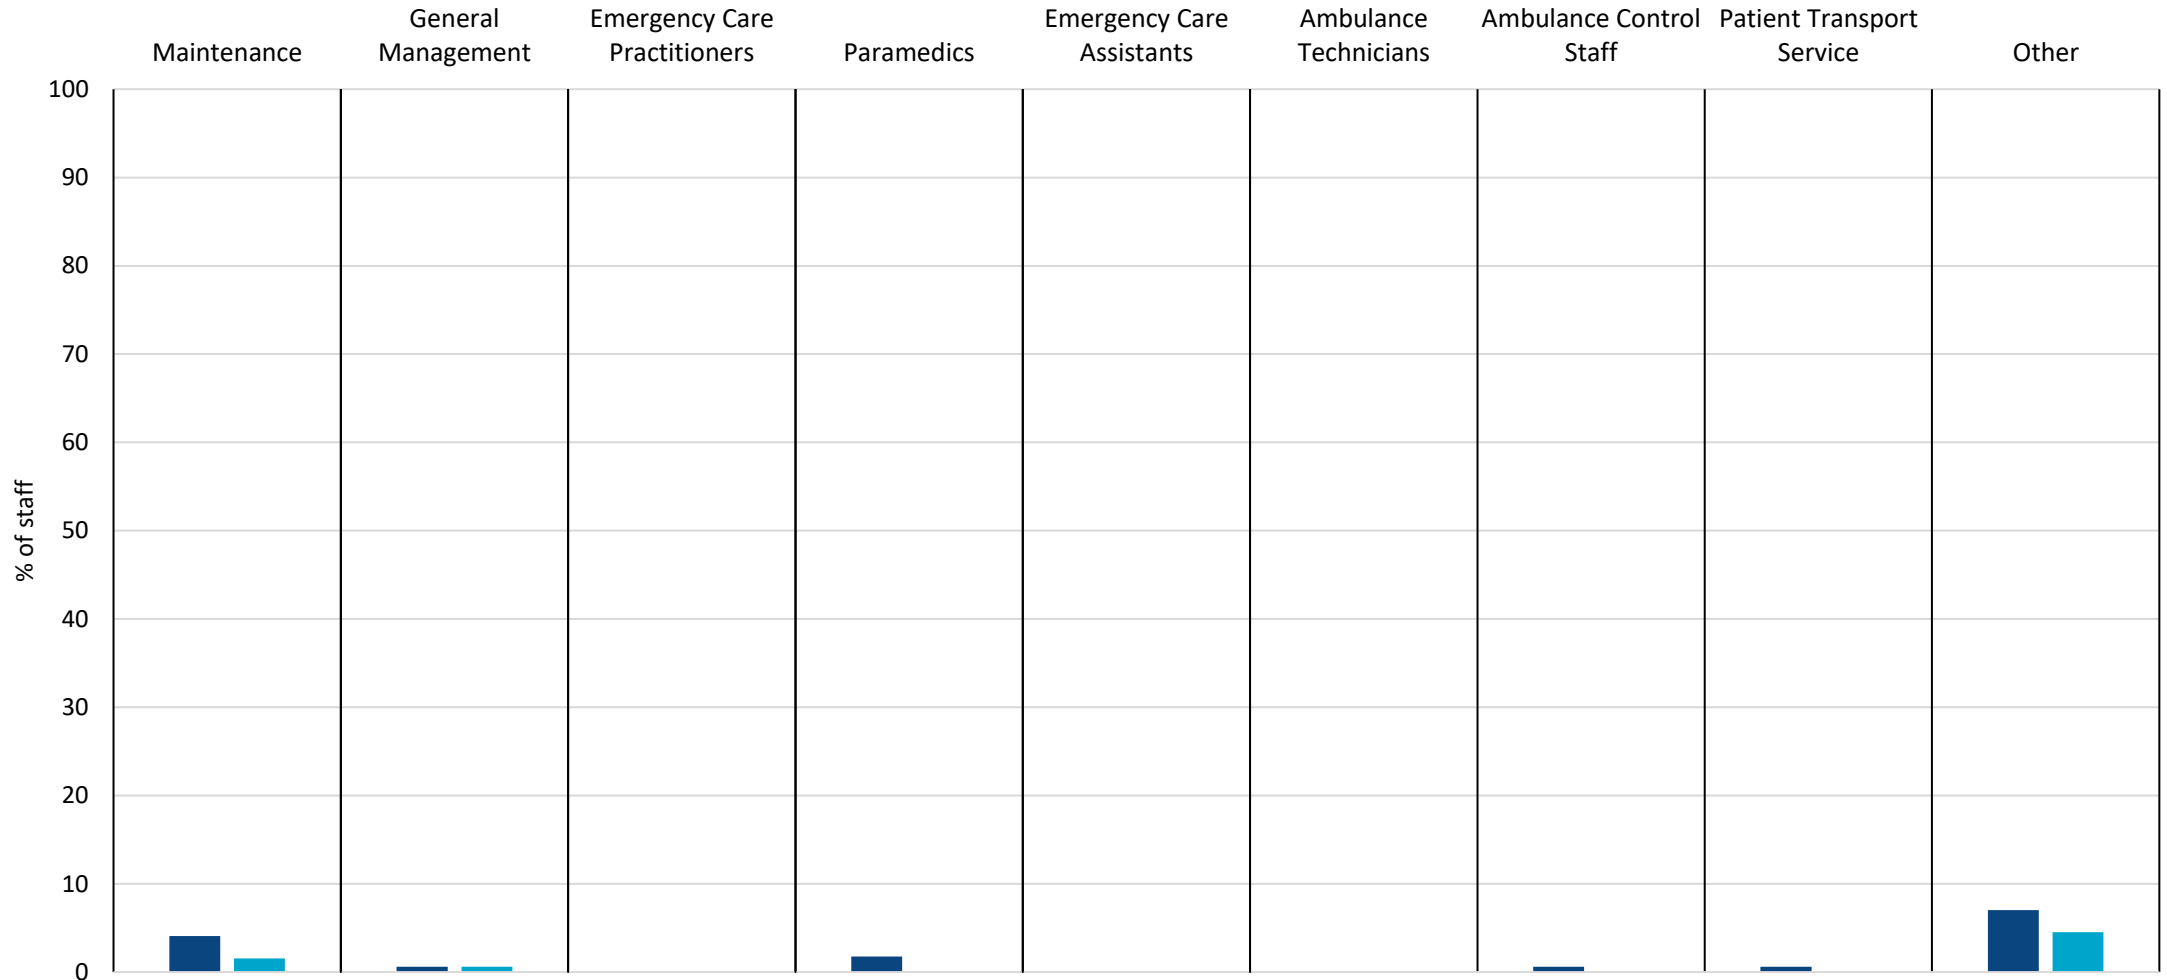 Maintenance
General
Management
Emergency Care
Practitioners
Paramedics
Emergency Care
Assistants
Ambulance
Technicians
Ambulance Control
Staff
Patient Transport
Service
Other
100
90
80
70
60
50
40
30
20
10
0
% of staff